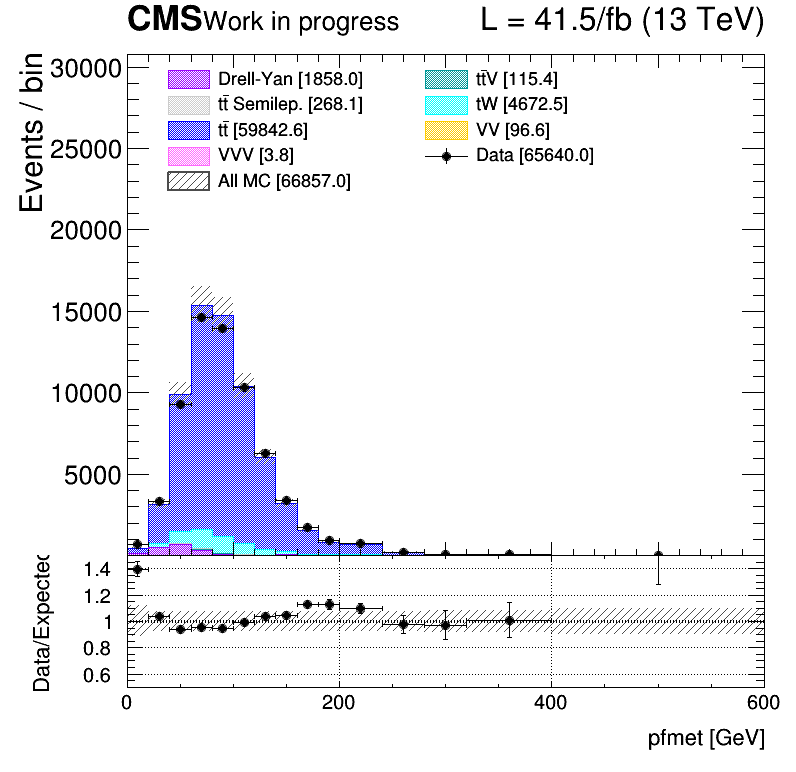 CMS Work in progress L = 41.5/fb (13 TeV)
Events / bin
30000
25000
20000
15000
10000
5000
Drell-Yan [1858.0]
tt̄ Semilep. [268.1]
tt̄ [59842.6]
VVV [3.8]
All MC [66857.0]
tt̄V [115.4]
tW [4672.5]
VV [96.6]
Data [65640.0]
Data/Expected
1.4
1.2
1
0.8
0.6
0 200 400 600
pfmet [GeV]